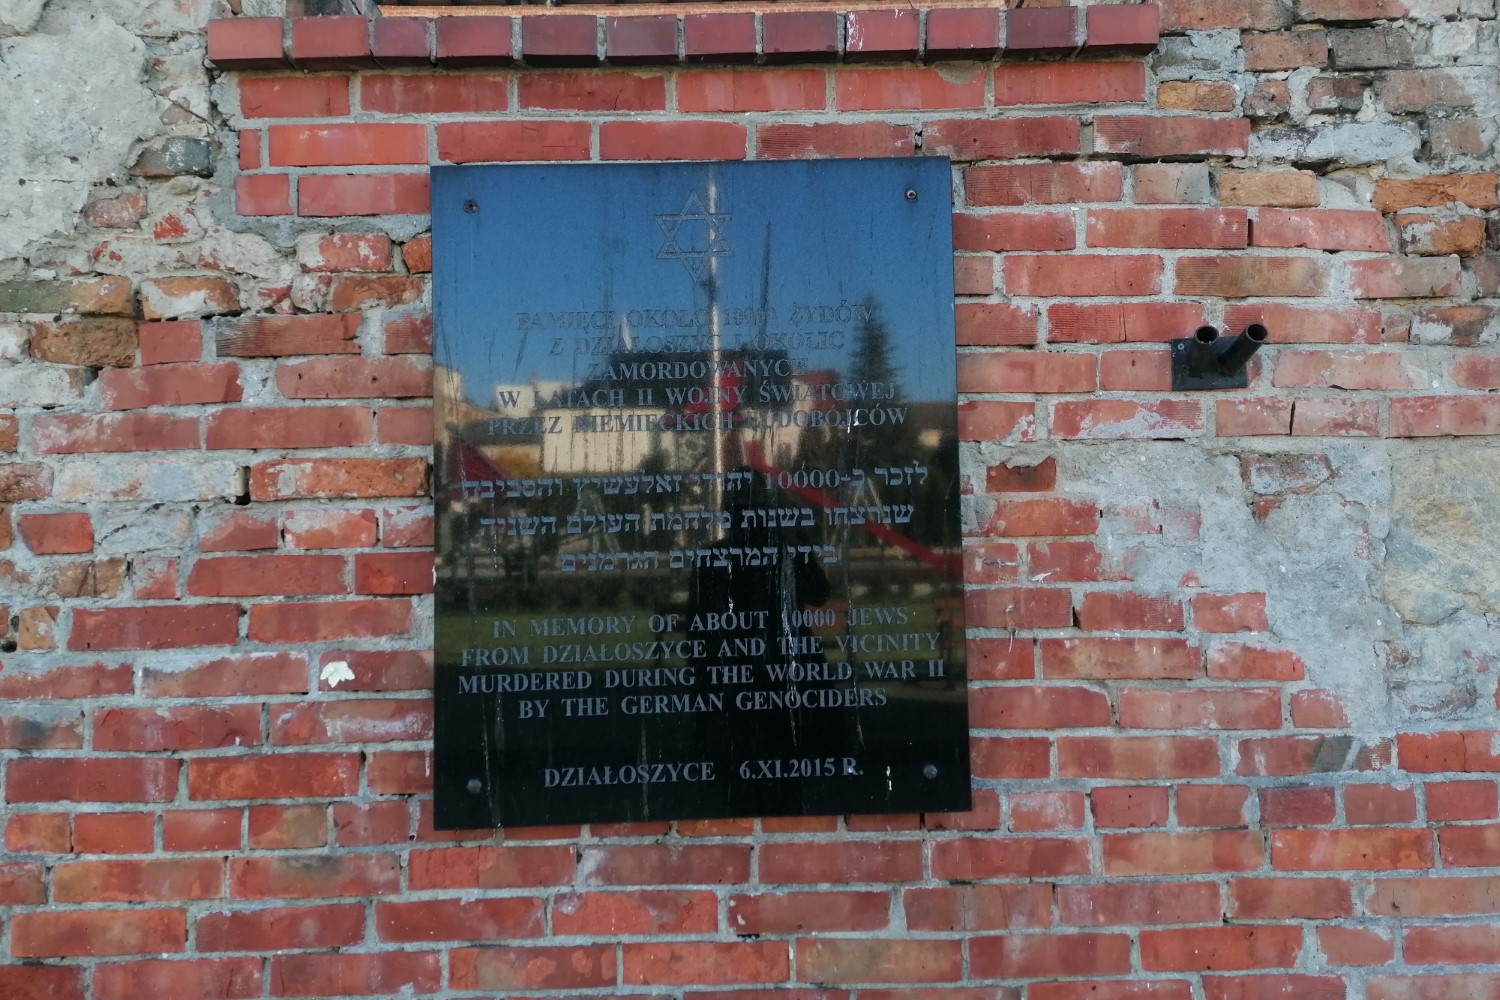 PAMIĘCI OKOŁO 10000 ŻYDÓW
Z DZIAŁOSZYC I OKOLIC
ZAMORDOWANYCH
W LATACH II WOJNY ŚWIATOWEJ
PRZEZ NIEMIECKICH LUDOBÓJCÓW
לזכר כ-10000 יהודי זאלעשיץ והסביבה
שנרצחו בשנות מלחמת העולם השניה
בידי המרצחים הגרמנים
IN MEMORY OF ABOUT 10000 JEWS
FROM DZIAŁOSZYCE AND THE VICINITY
MURDERED DURING THE WORLD WAR II
BY THE GERMAN GENOCIDERS
DZIAŁOSZYCE 6.XI.2015 R.